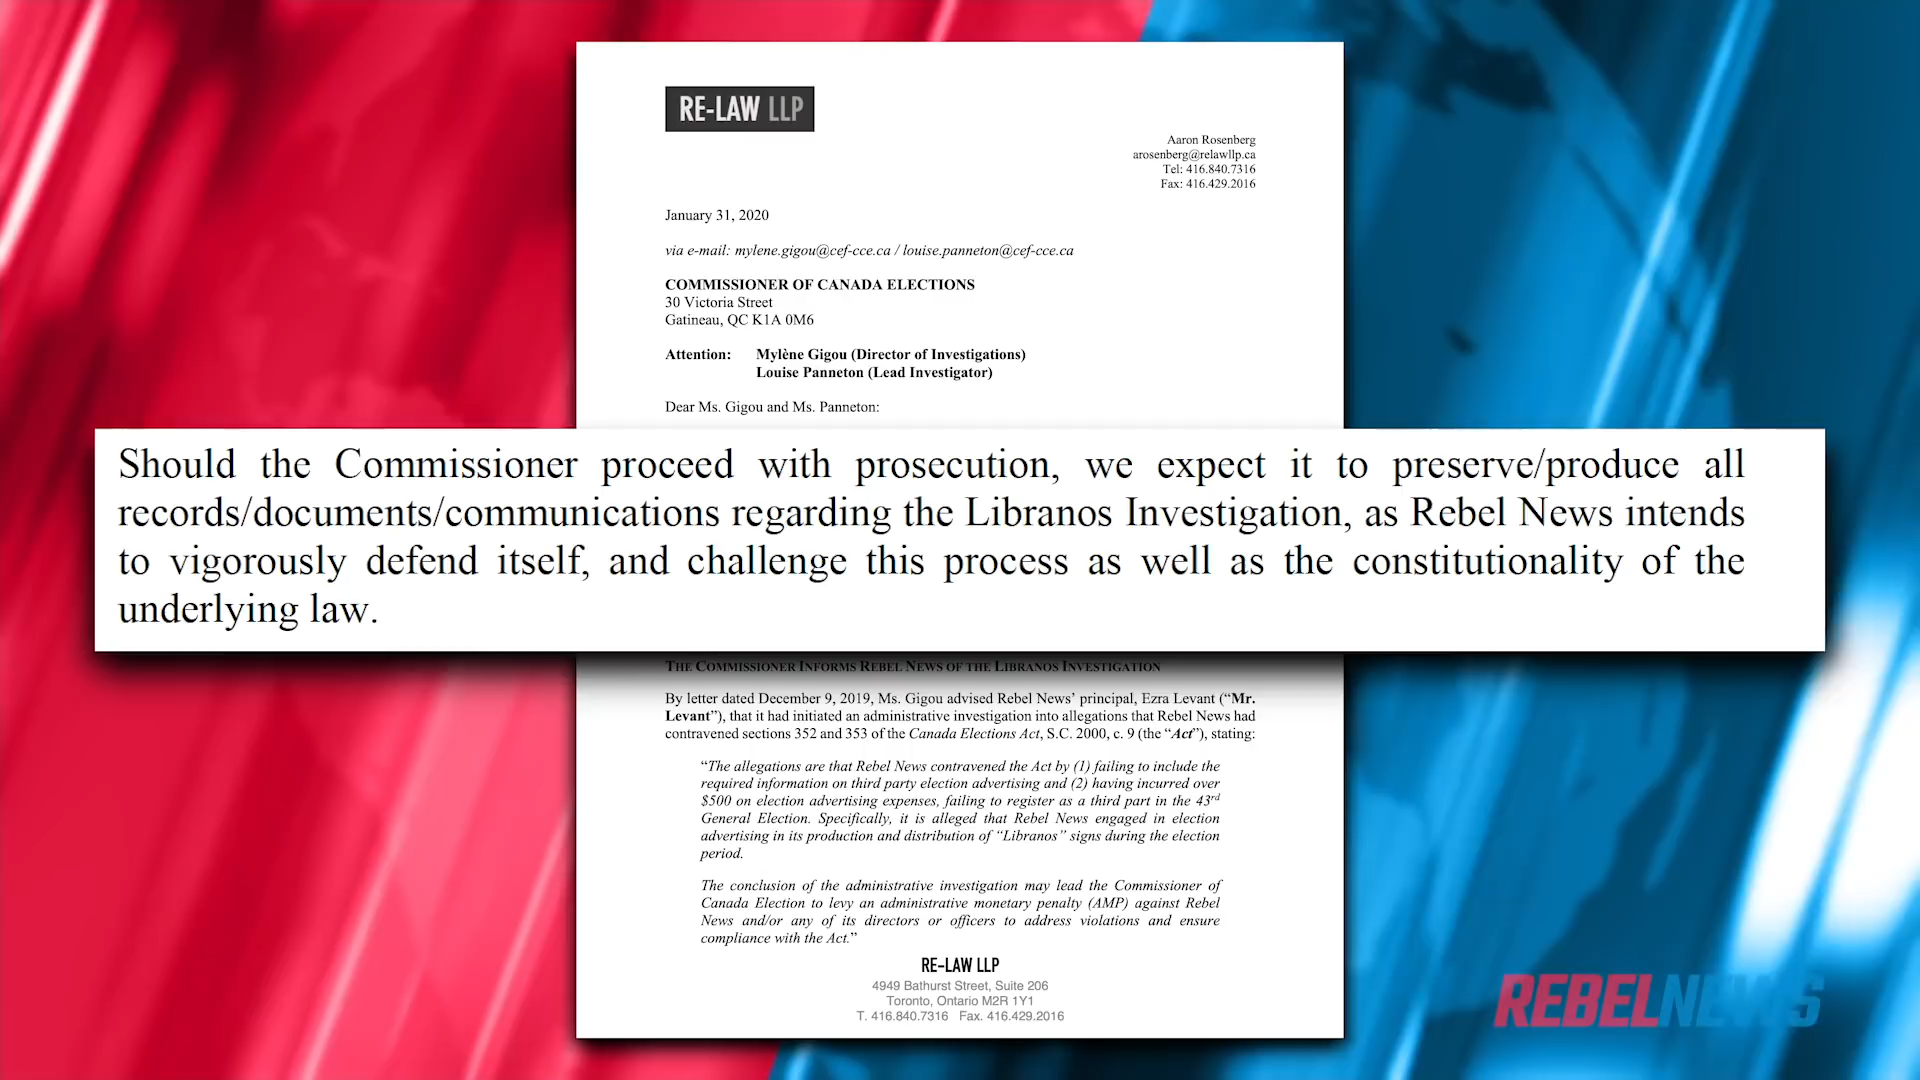 RE-LAW LLP
Aaron Rosenberg
arosenberg@relawllp.ca
Tel: 416.840.7316
Fax: 416.429.2016
January 31, 2020
via e-mail: mylene.gigou@cef-cce.ca / louise.panneton@cef-cce.ca
COMMISSIONER OF CANADA ELECTIONS
30 Victoria Street
Gatineau, QC K1A 0M6
Attention: Mylène Gigou (Director of Investigations)
Louise Panneton (Lead Investigator)
Dear Ms. Gigou and Ms. Panneton:
Should the Commissioner proceed with prosecution, we expect it to preserve/produce all
records/documents/communications regarding the Libranos Investigation, as Rebel News intends
to vigorously defend itself, and challenge this process as well as the constitutionality of the
underlying law.
THE COMMISSIONER INFORMS REBEL NEWS OF THE LIBRANOS INVESTIGATION
By letter dated December 9, 2019, Ms. Gigou advised Rebel News’ principal, Ezra Levant (“Mr.
Levant”), that it had initiated an administrative investigation into allegations that Rebel News had
contravened sections 352 and 353 of the Canada Elections Act, S.C. 2000, c. 9 (the “Act”), stating:
“The allegations are that Rebel News contravened the Act by (1) failing to include the
required information on third party election advertising and (2) having incurred over
$500 on election advertising expenses, failing to register as a third part in the 43rd
General Election. Specifically, it is alleged that Rebel News engaged in election
advertising in its production and distribution of “Libranos” signs during the election
period.
The conclusion of the administrative investigation may lead the Commissioner of
Canada Election to levy an administrative monetary penalty (AMP) against Rebel
News and/or any of its directors or officers to address violations and ensure
compliance with the Act.”
RE-LAW LLP
4949 Bathurst Street, Suite 206
Toronto, Ontario M2R 1Y1
T. 416.840.7316 Fax. 416.429.2016
REBELNEWS